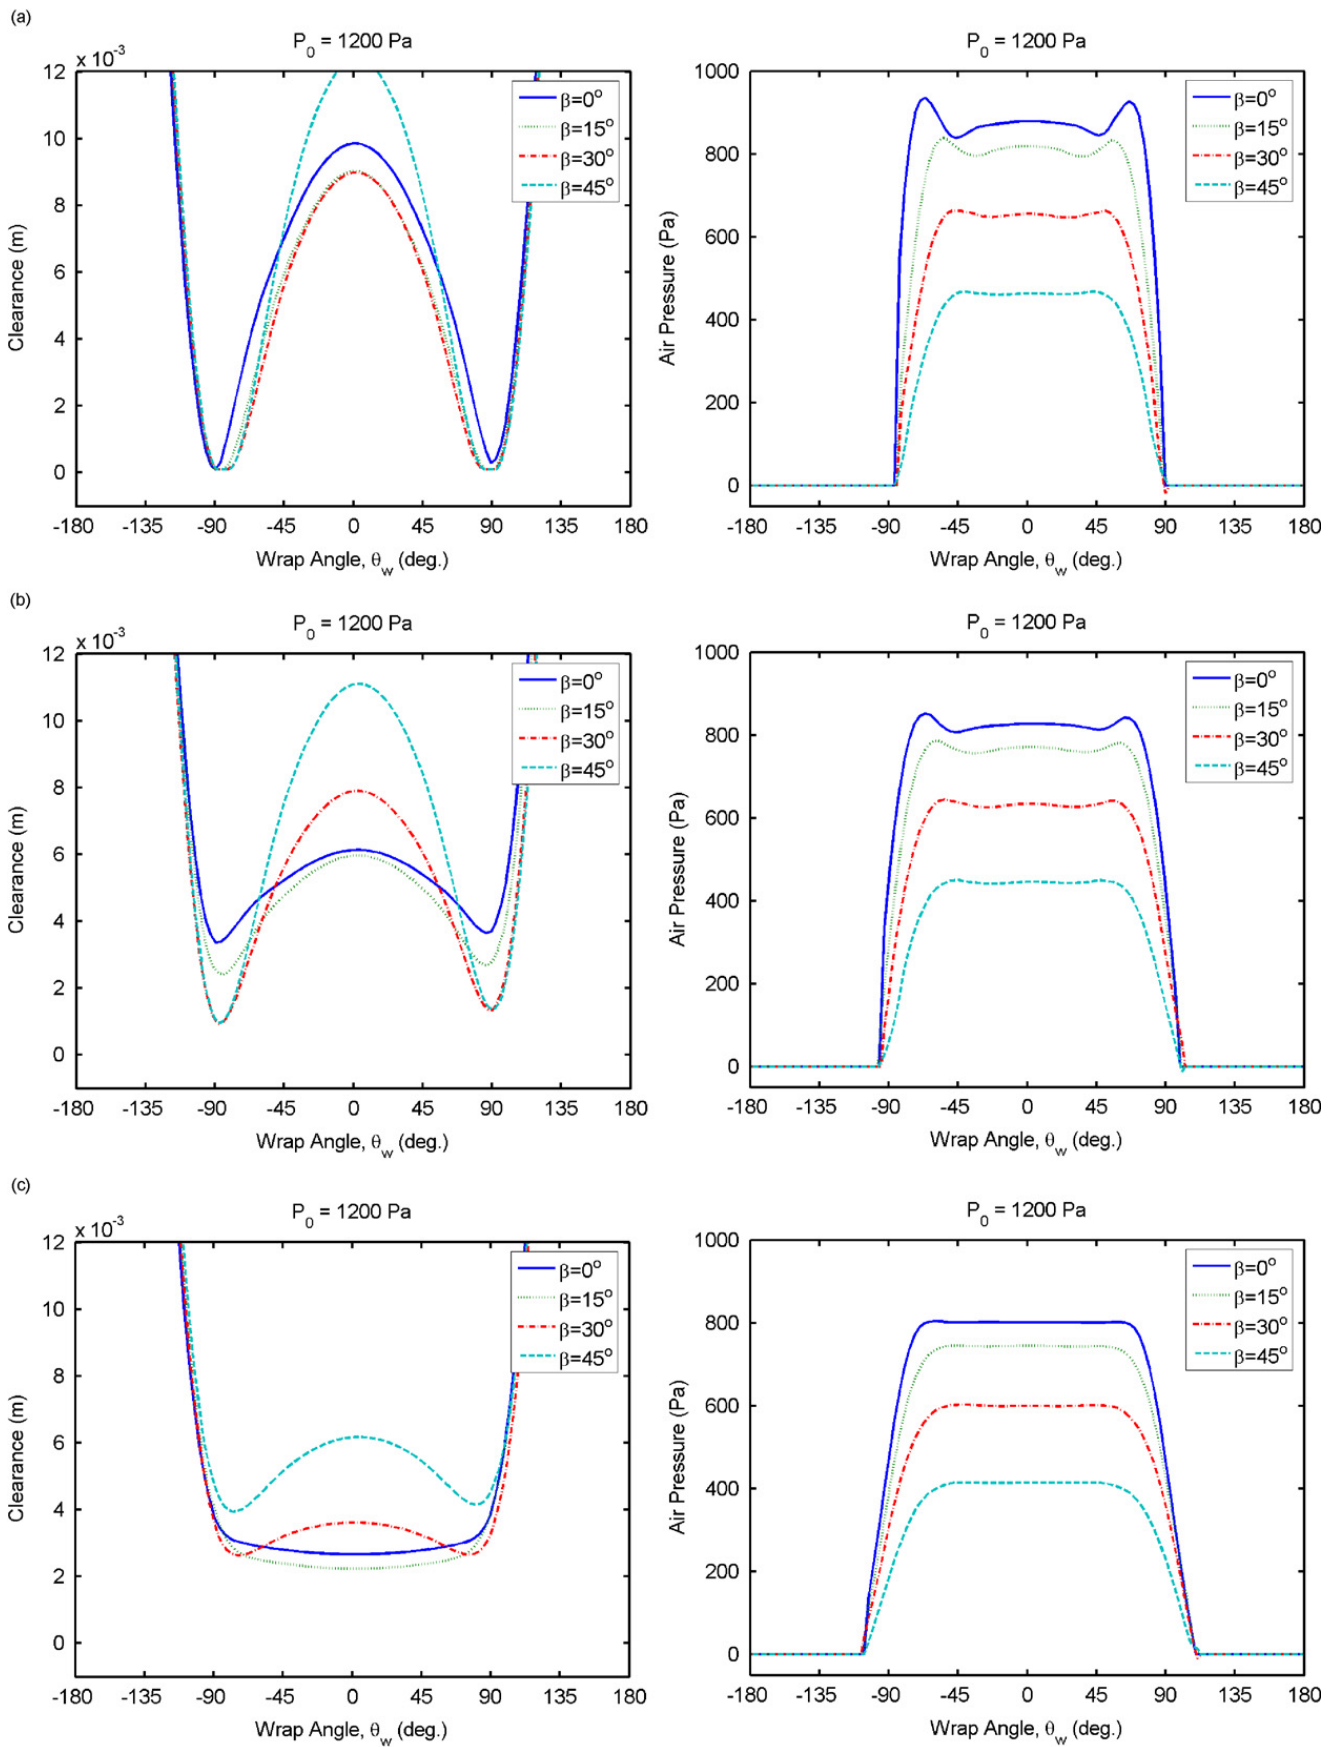 (a)
P₀ = 1200 Pa
x 10⁻³
12
10
8
6
4
2
0
Clearance (m)
β=0°
β=15°
β=30°
β=45°
-180 -135 -90 -45 0 45 90 135 180
Wrap Angle, θ_w (deg.)
P₀ = 1200 Pa
1000
800
600
400
200
0
Air Pressure (Pa)
β=0°
β=15°
β=30°
β=45°
-180 -135 -90 -45 0 45 90 135 180
Wrap Angle, θ_w (deg.)
(b)
P₀ = 1200 Pa
x 10⁻³
12
10
8
6
4
2
0
Clearance (m)
β=0°
β=15°
β=30°
β=45°
-180 -135 -90 -45 0 45 90 135 180
Wrap Angle, θ_w (deg.)
P₀ = 1200 Pa
1000
800
600
400
200
0
Air Pressure (Pa)
β=0°
β=15°
β=30°
β=45°
-180 -135 -90 -45 0 45 90 135 180
Wrap Angle, θ_w (deg.)
(c)
P₀ = 1200 Pa
x 10⁻³
12
10
8
6
4
2
0
Clearance (m)
β=0°
β=15°
β=30°
β=45°
-180 -135 -90 -45 0 45 90 135 180
Wrap Angle, θ_w (deg.)
P₀ = 1200 Pa
1000
800
600
400
200
0
Air Pressure (Pa)
β=0°
β=15°
β=30°
β=45°
-180 -135 -90 -45 0 45 90 135 180
Wrap Angle, θ_w (deg.)